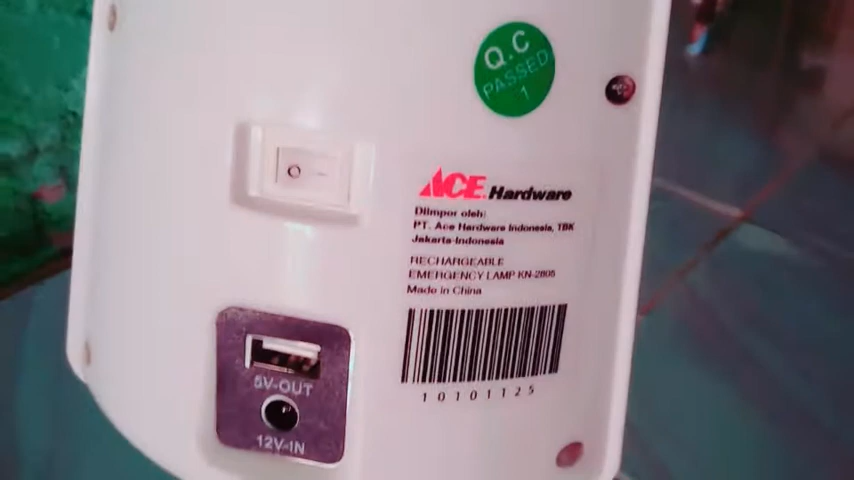 Q.C
PASSED
1
ACE Hardware
Diimpor oleh:
PT. Ace Hardware Indonesia, TBK
Jakarta-Indonesia
RECHARGEABLE
EMERGENCY LAMP KN-2805
Made in China
10101125
5V-OUT
12V-IN